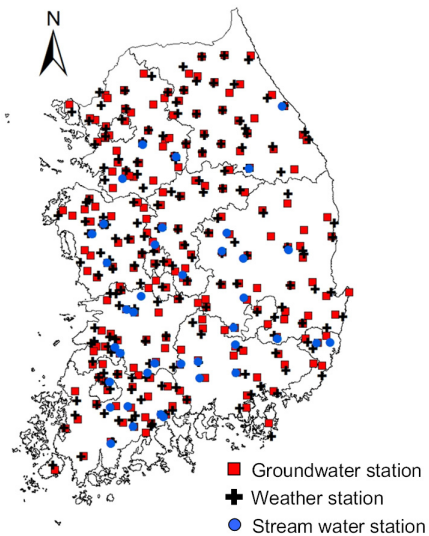 N
Groundwater station
Weather station
Stream water station